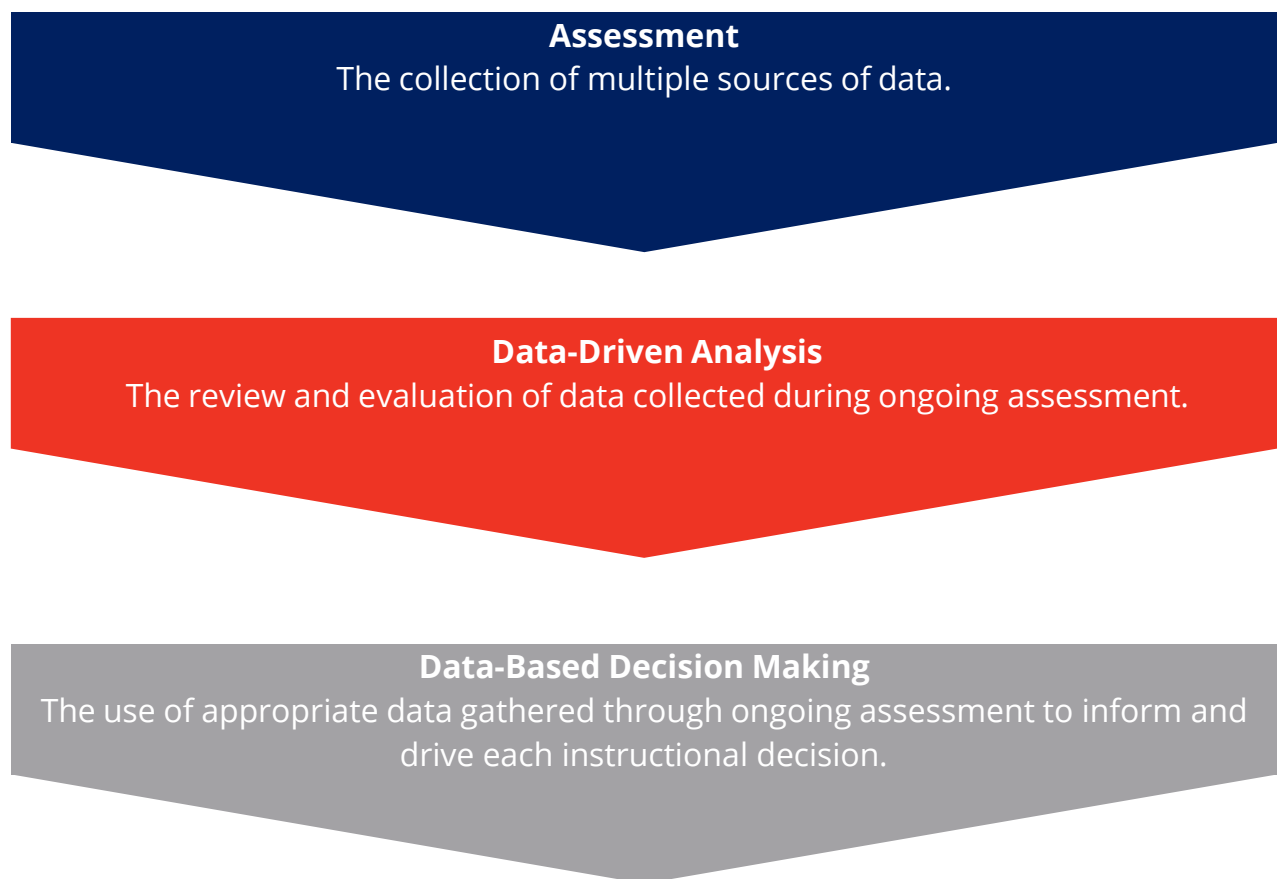 Assessment
The collection of multiple sources of data.
Data-Driven Analysis
The review and evaluation of data collected during ongoing assessment.
Data-Based Decision Making
The use of appropriate data gathered through ongoing assessment to inform and
drive each instructional decision.